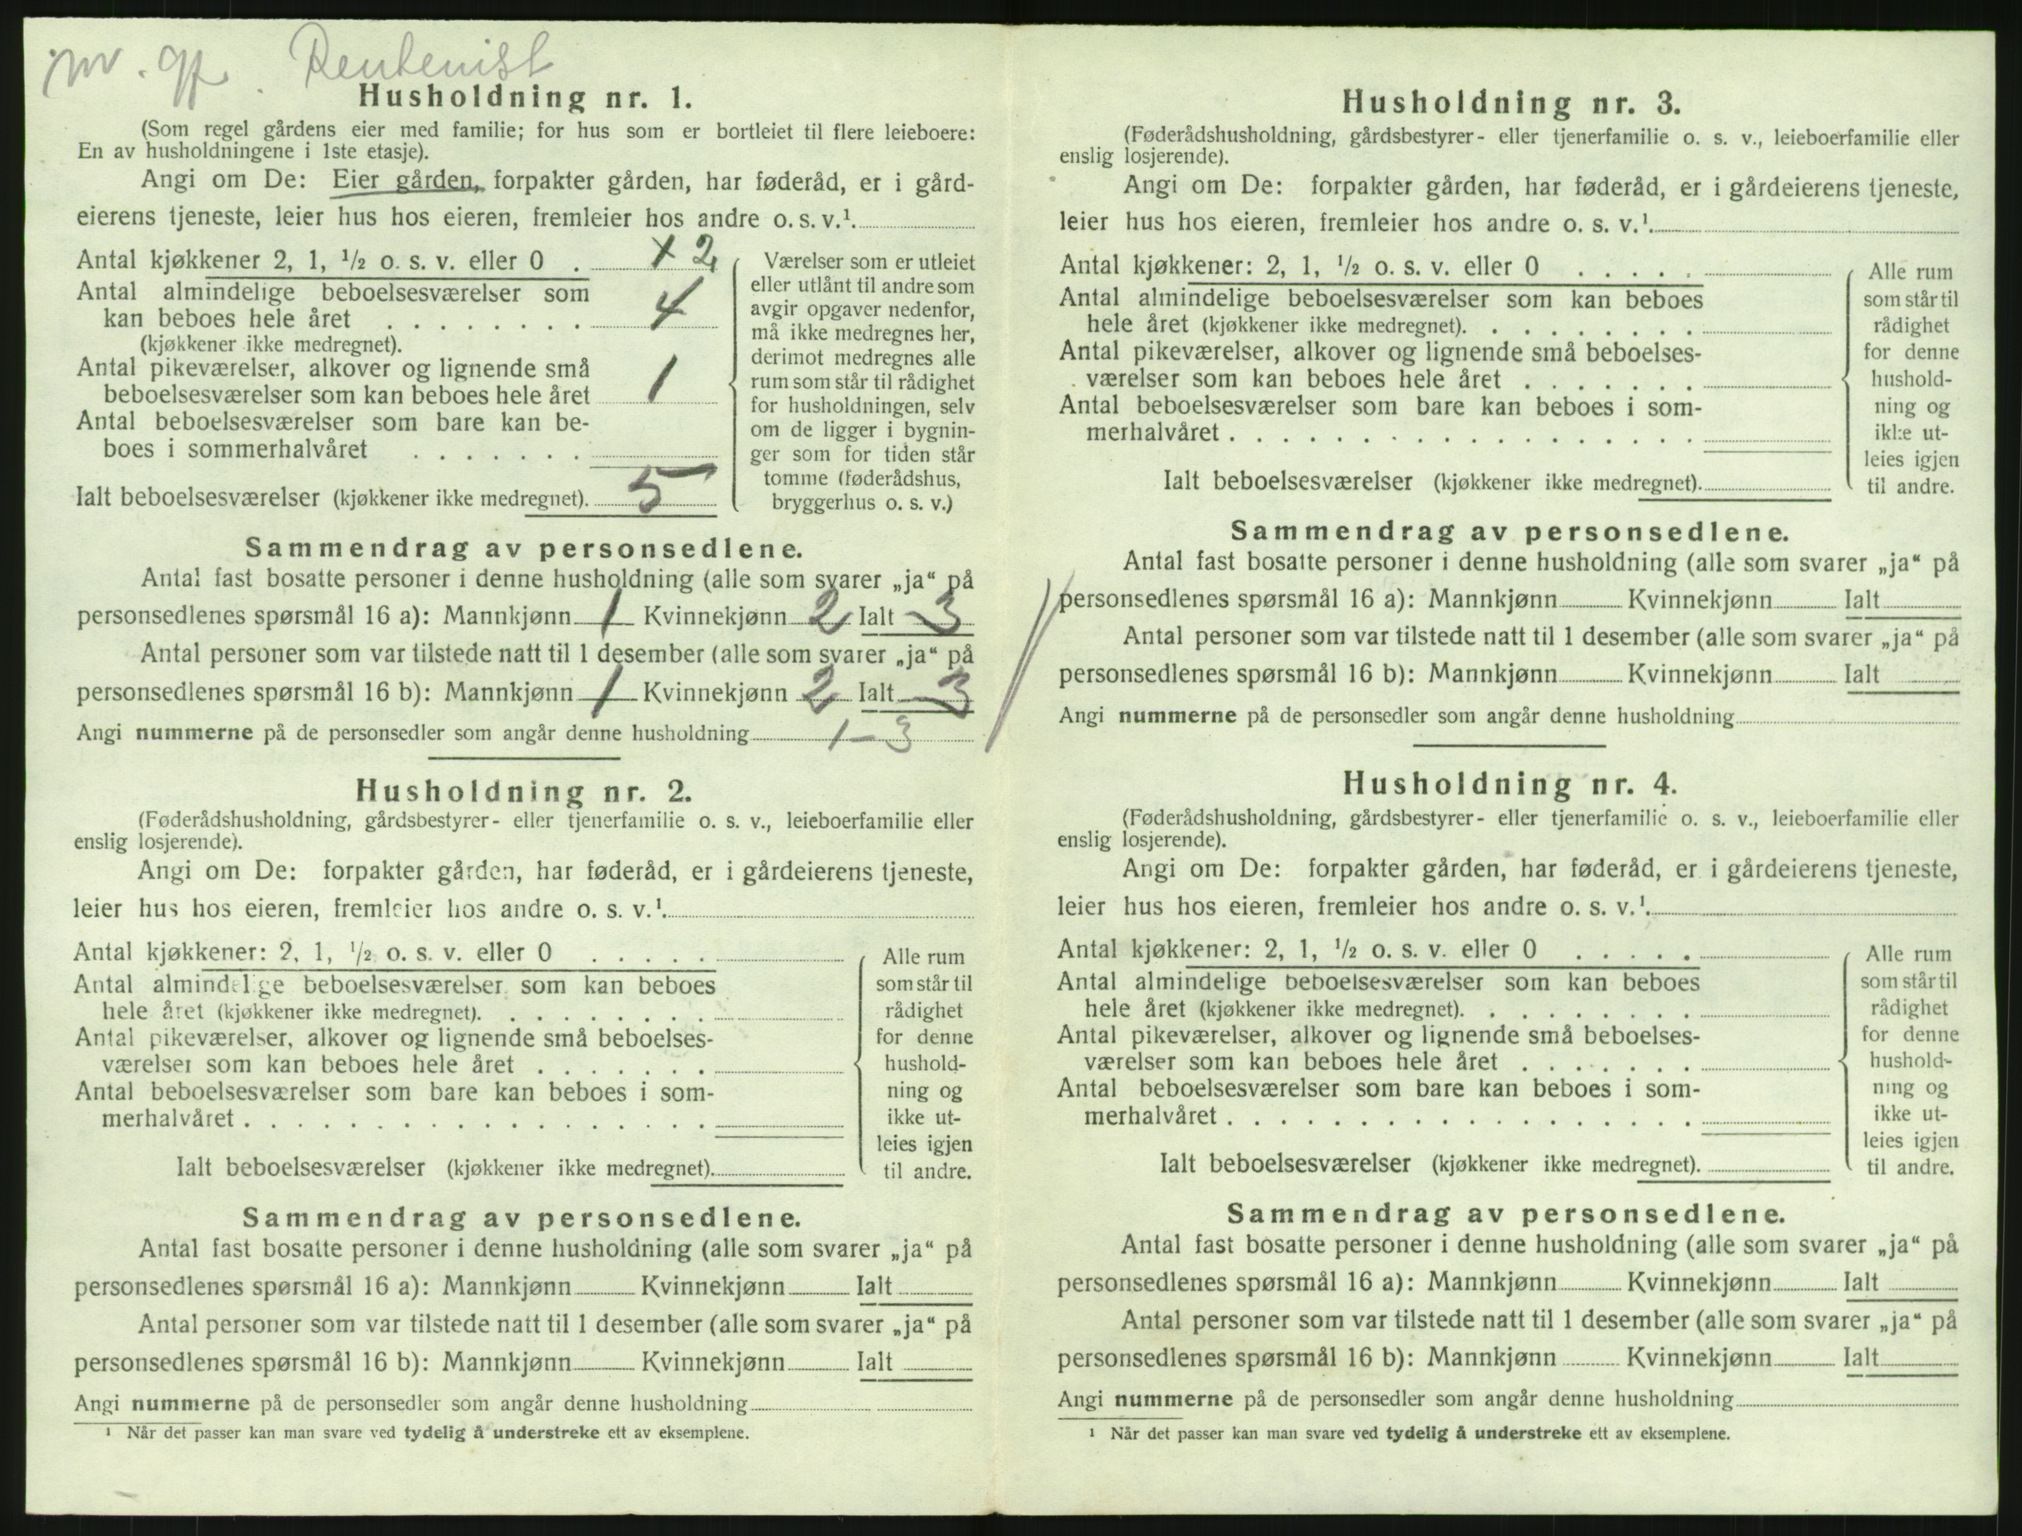 Rentenist
Husholdning nr. 1.
(Som regel gårdens eier med familie; for hus som er bortleiet til flere leieboere:
En av husholdningene i 1ste etasje).
Angi om De: Eier gården, forpakter gården, har føderåd, er i gård-
eierens tjeneste, leier hus hos eieren, fremleier hos andre o. s. v.¹.
Antal kjøkkener 2, 1, ½ o. s. v. eller 0 . x 2
Antal almindelige beboelsesværelser som
kan beboes hele året . . . . . . . . 4
(kjøkkener ikke medregnet).
Antal pikeværelser, alkover og lignende små
beboelsesværelser som kan beboes hele året 1
Antal beboelsesværelser som bare kan be-
boes i sommerhalvåret . . . . . . .
Ialt beboelsesværelser (kjøkkener ikke medregnet). 5
Værelser som er utleiet
eller utlånt til andre som
avgir opgaver nedenfor,
må ikke medregnes her,
derimot medregnes alle
rum som står til rådighet
for husholdningen, selv
om de ligger i bygnin-
ger som for tiden står
tomme (føderådshus,
bryggerhus o. s. v.)
Sammendrag av personsedlene.
Antal fast bosatte personer i denne husholdning (alle som svarer „ja“ på
personsedlenes spørsmål 16 a): Mannkjønn 1 Kvinnekjønn 2 Ialt 3
Antal personer som var tilstede natt til 1 desember (alle som svarer „ja“ på
personsedlenes spørsmål 16 b): Mannkjønn 1 Kvinnekjønn 2 Ialt 3
Angi nummerne på de personsedler som angår denne husholdning 1-3
Husholdning nr. 2.
(Føderådshusholdning, gårdsbestyrer- eller tjenerfamilie o. s. v., leieboerfamilie eller
enslig losjerende).
Angi om De: forpakter gården, har føderåd, er i gårdeierens tjeneste,
leier hus hos eieren, fremleier hos andre o. s. v.¹.
Antal kjøkkener: 2, 1, ½ o. s. v. eller 0 . . . . .
Antal almindelige beboelsesværelser som kan beboes
hele året (kjøkkener ikke medregnet). . . . . . . .
Antal pikeværelser, alkover og lignende små beboelses-
værelser som kan beboes hele året . . . . . . .
Antal beboelsesværelser som bare kan beboes i som-
merhalvåret . . . . . . . . . . . . . . . . . .
Ialt beboelsesværelser (kjøkkener ikke medregnet).
Alle rum
som står til
rådighet
for denne
hushold-
ning og
ikke ut-
leies igjen
til andre.
Sammendrag av personsedlene.
Antal fast bosatte personer i denne husholdning (alle som svarer „ja“ på
personsedlenes spørsmål 16 a): Mannkjønn Kvinnekjønn Ialt
Antal personer som var tilstede natt til 1 desember (alle som svarer „ja“ på
personsedlenes spørsmål 16 b): Mannkjønn Kvinnekjønn Ialt
Angi nummerne på de personsedler som angår denne husholdning
¹ Når det passer kan man svare ved tydelig å understreke ett av eksemplene.
Husholdning nr. 3.
(Føderådshusholdning, gårdsbestyrer- eller tjenerfamilie o. s. v., leieboerfamilie eller
enslig losjerende).
Angi om De: forpakter gården, har føderåd, er i gårdeierens tjeneste,
leier hus hos eieren, fremleier hos andre o. s. v.¹.
Antal kjøkkener: 2, 1, ½ o. s. v. eller 0 . . . . .
Antal almindelige beboelsesværelser som kan beboes
hele året (kjøkkener ikke medregnet). . . . . . . .
Antal pikeværelser, alkover og lignende små beboelses-
værelser som kan beboes hele året . . . . . . .
Antal beboelsesværelser som bare kan beboes i som-
merhalvåret . . . . . . . . . . . . . . . . . .
Ialt beboelsesværelser (kjøkkener ikke medregnet).
Alle rum
som står til
rådighet
for denne
hushold-
ning og
ikke ut-
leies igjen
til andre.
Sammendrag av personsedlene.
Antal fast bosatte personer i denne husholdning (alle som svarer „ja“ på
personsedlenes spørsmål 16 a): Mannkjønn Kvinnekjønn Ialt
Antal personer som var tilstede natt til 1 desember (alle som svarer „ja“ på
personsedlenes spørsmål 16 b): Mannkjønn Kvinnekjønn Ialt
Angi nummerne på de personsedler som angår denne husholdning
Husholdning nr. 4.
(Føderådshusholdning, gårdsbestyrer- eller tjenerfamilie o. s. v., leieboerfamilie eller
enslig losjerende).
Angi om De: forpakter gården, har føderåd, er i gårdeierens tjeneste,
leier hus hos eieren, fremleier hos andre o. s. v.¹.
Antal kjøkkener: 2, 1, ½ o. s. v. eller 0 . . . . .
Antal almindelige beboelsesværelser som kan beboes
hele året (kjøkkener ikke medregnet). . . . . . . .
Antal pikeværelser, alkover og lignende små beboelses-
værelser som kan beboes hele året . . . . . . .
Antal beboelsesværelser som bare kan beboes i som-
merhalvåret . . . . . . . . . . . . . . . . . .
Ialt beboelsesværelser (kjøkkener ikke medregnet).
Alle rum
som står til
rådighet
for denne
hushold-
ning og
ikke ut-
leies igjen
til andre.
Sammendrag av personsedlene.
Antal fast bosatte personer i denne husholdning (alle som svarer „ja“ på
personsedlenes spørsmål 16 a): Mannkjønn Kvinnekjønn Ialt
Antal personer som var tilstede natt til 1 desember (alle som svarer „ja“ på
personsedlenes spørsmål 16 b): Mannkjønn Kvinnekjønn Ialt
Angi nummerne på de personsedler som angår denne husholdning
¹ Når det passer kan man svare ved tydelig å understreke ett av eksemplene.